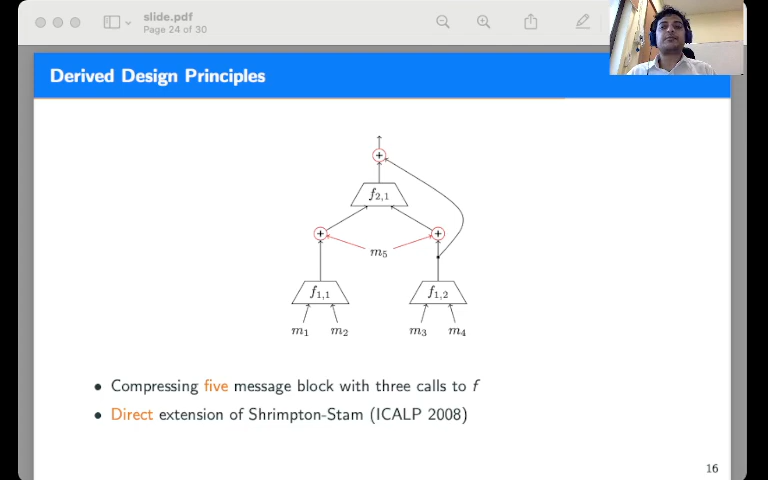 slide.pdf
Page 24 of 30
Derived Design Principles
+
f2,1
+ +
m5
f1,1 f1,2
m1 m2 m3 m4
• Compressing five message block with three calls to f
• Direct extension of Shrimpton-Stam (ICALP 2008)
16